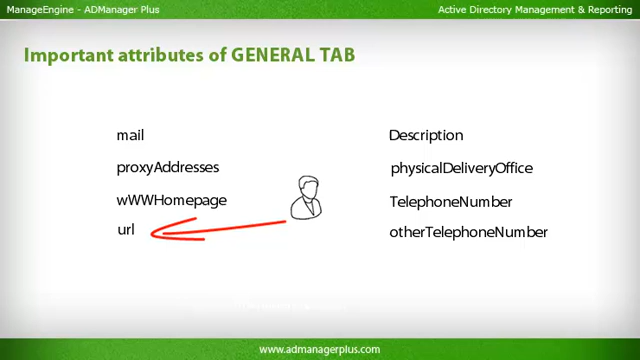 ManageEngine - ADManager Plus
Active Directory Management & Reporting
Important attributes of GENERAL TAB
mail
proxyAddresses
wWWHomepage
url
Description
physicalDeliveryOffice
TelephoneNumber
otherTelephoneNumber
www.admanagerplus.com